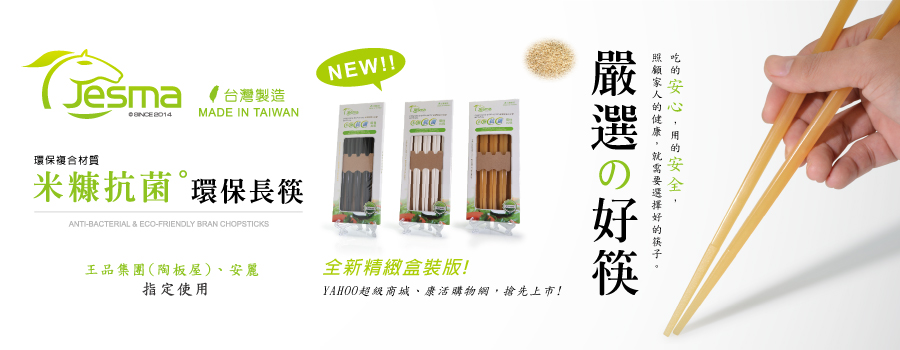 Jesma
© SINCE 2014
台灣製造
MADE IN TAIWAN
環保複合材質
米糠抗菌°環保長筷
ANTI-BACTERIAL & ECO-FRIENDLY BRAN CHOPSTICKS
王品集團(陶板屋)、安麗
指定使用
NEW!!
全新精緻盒裝版!
YAHOO超級商城、康活購物網，搶先上市!
嚴選の好筷
吃的安心，用的安全，
照顧家人的健康，就需要選擇好的筷子。